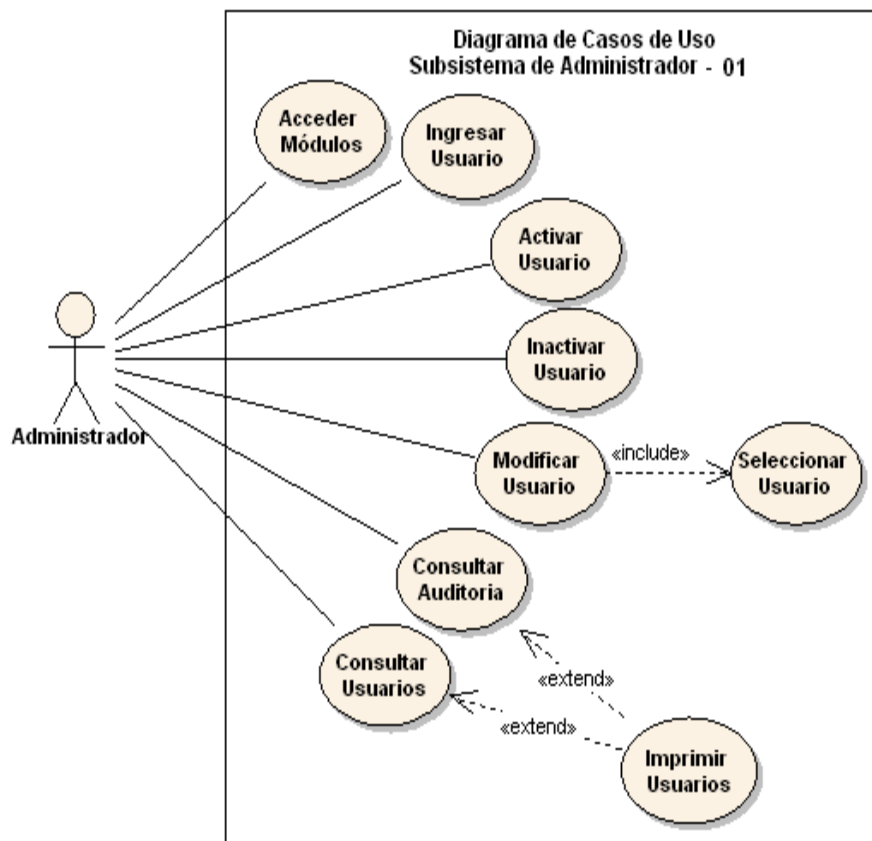 Diagrama de Casos de Uso
Subsistema de Administrador - 01
Acceder
Módulos
Ingresar
Usuario
Activar
Usuario
Inactivar
Usuario
Administrador
Modificar
Usuario
«include»
Seleccionar
Usuario
Consultar
Auditoria
Consultar
Usuarios
«extend»
«extend»
Imprimir
Usuarios